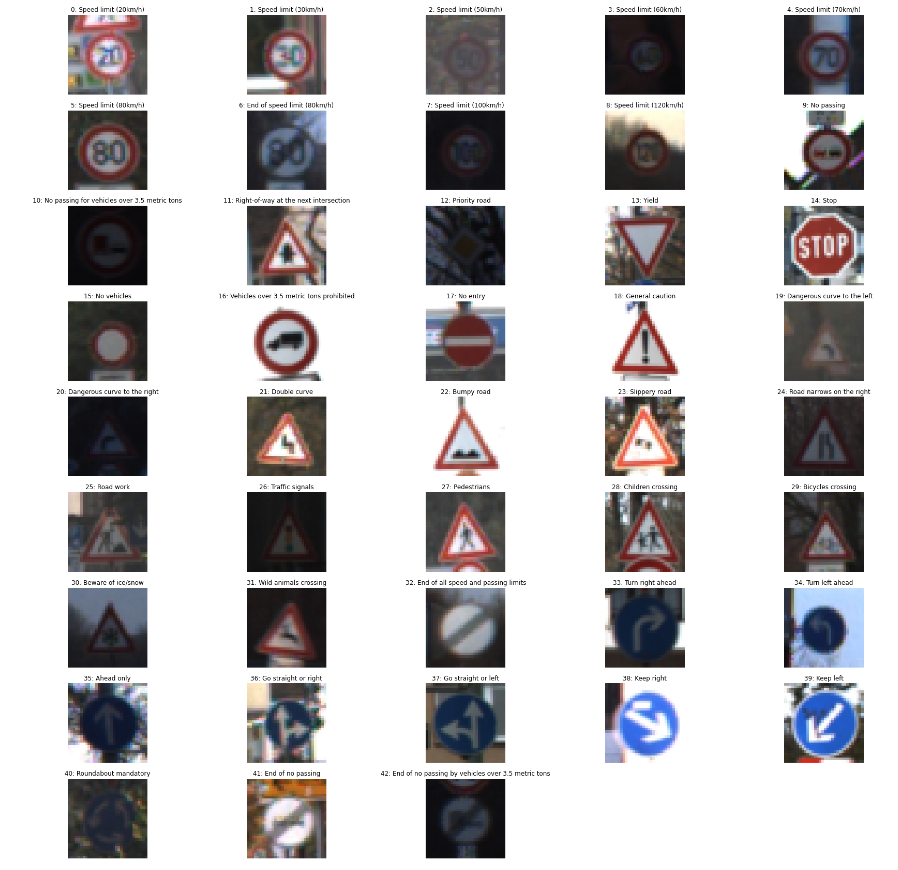 0: Speed limit (20km/h)
1: Speed limit (30km/h)
2: Speed limit (50km/h)
3: Speed limit (60km/h)
4: Speed limit (70km/h)
20
30
50
60
70
5: Speed limit (80km/h)
6: End of speed limit (80km/h)
7: Speed limit (100km/h)
8: Speed limit (120km/h)
9: No passing
80
80
100
120
10: No passing for vehicles over 3.5 metric tons
11: Right-of-way at the next intersection
12: Priority road
13: Yield
14: Stop
STOP
15: No vehicles
16: Vehicles over 3.5 metric tons prohibited
17: No entry
18: General caution
19: Dangerous curve to the left
20: Dangerous curve to the right
21: Double curve
22: Bumpy road
23: Slippery road
24: Road narrows on the right
25: Road work
26: Traffic signals
27: Pedestrians
28: Children crossing
29: Bicycles crossing
30: Beware of ice/snow
31: Wild animals crossing
32: End of all speed and passing limits
33: Turn right ahead
34: Turn left ahead
35: Ahead only
36: Go straight or right
37: Go straight or left
38: Keep right
39: Keep left
40: Roundabout mandatory
41: End of no passing
42: End of no passing by vehicles over 3.5 metric tons